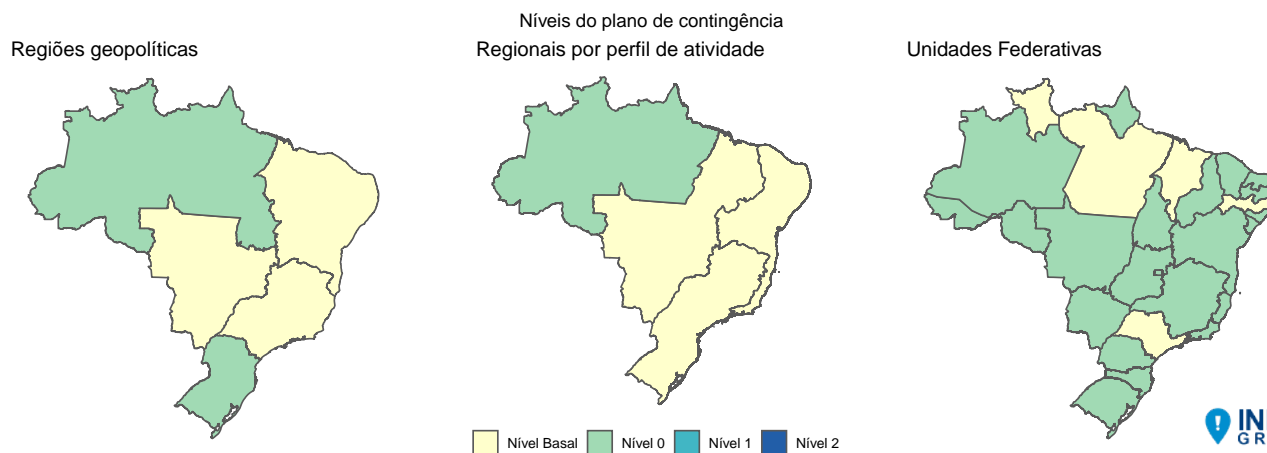 Níveis do plano de contingência
Regiões geopolíticas
Regionais por perfil de atividade
Unidades Federativas
Nível Basal
Nível 0
Nível 1
Nível 2